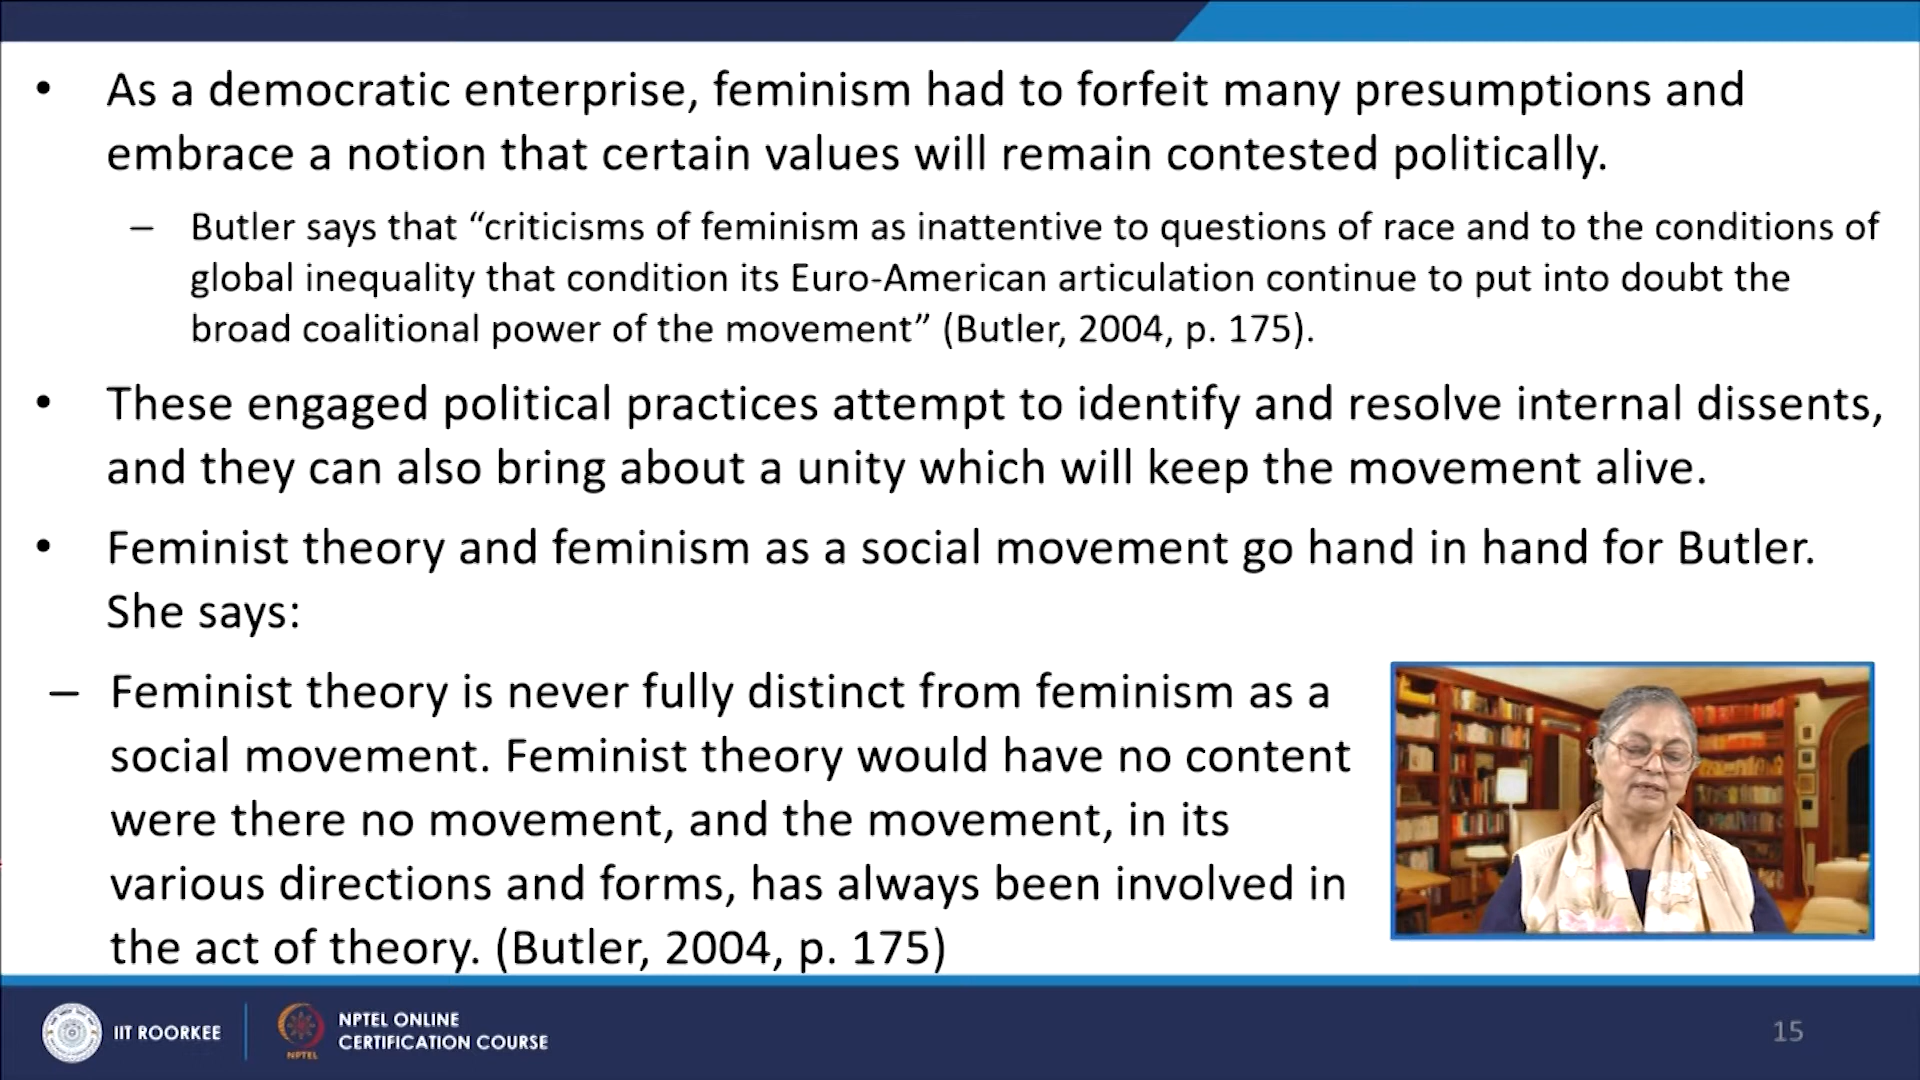 • As a democratic enterprise, feminism had to forfeit many presumptions and
embrace a notion that certain values will remain contested politically.
– Butler says that “criticisms of feminism as inattentive to questions of race and to the conditions of
global inequality that condition its Euro-American articulation continue to put into doubt the
broad coalitional power of the movement” (Butler, 2004, p. 175).
• These engaged political practices attempt to identify and resolve internal dissents,
and they can also bring about a unity which will keep the movement alive.
• Feminist theory and feminism as a social movement go hand in hand for Butler.
She says:
– Feminist theory is never fully distinct from feminism as a
social movement. Feminist theory would have no content
were there no movement, and the movement, in its
various directions and forms, has always been involved in
the act of theory. (Butler, 2004, p. 175)
IIT ROORKEE
NPTEL
NPTEL ONLINE
CERTIFICATION COURSE
15